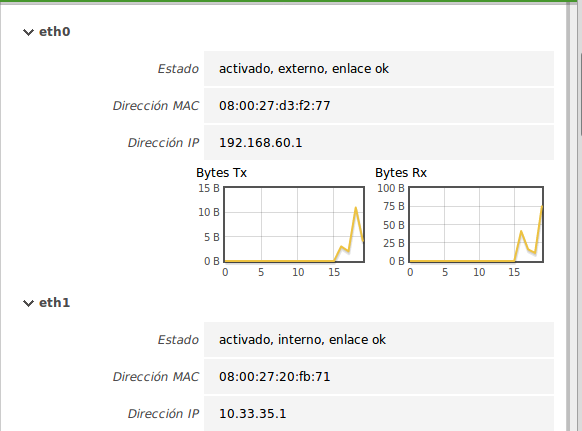 eth0
Estado activado, externo, enlace ok
Dirección MAC 08:00:27:d3:f2:77
Dirección IP 192.168.60.1
Bytes Tx Bytes Rx
15 B 100 B
10 B 75 B
5 B 50 B
25 B
0 B 0 B
0 5 10 15 0 5 10 15
eth1
Estado activado, interno, enlace ok
Dirección MAC 08:00:27:20:fb:71
Dirección IP 10.33.35.1